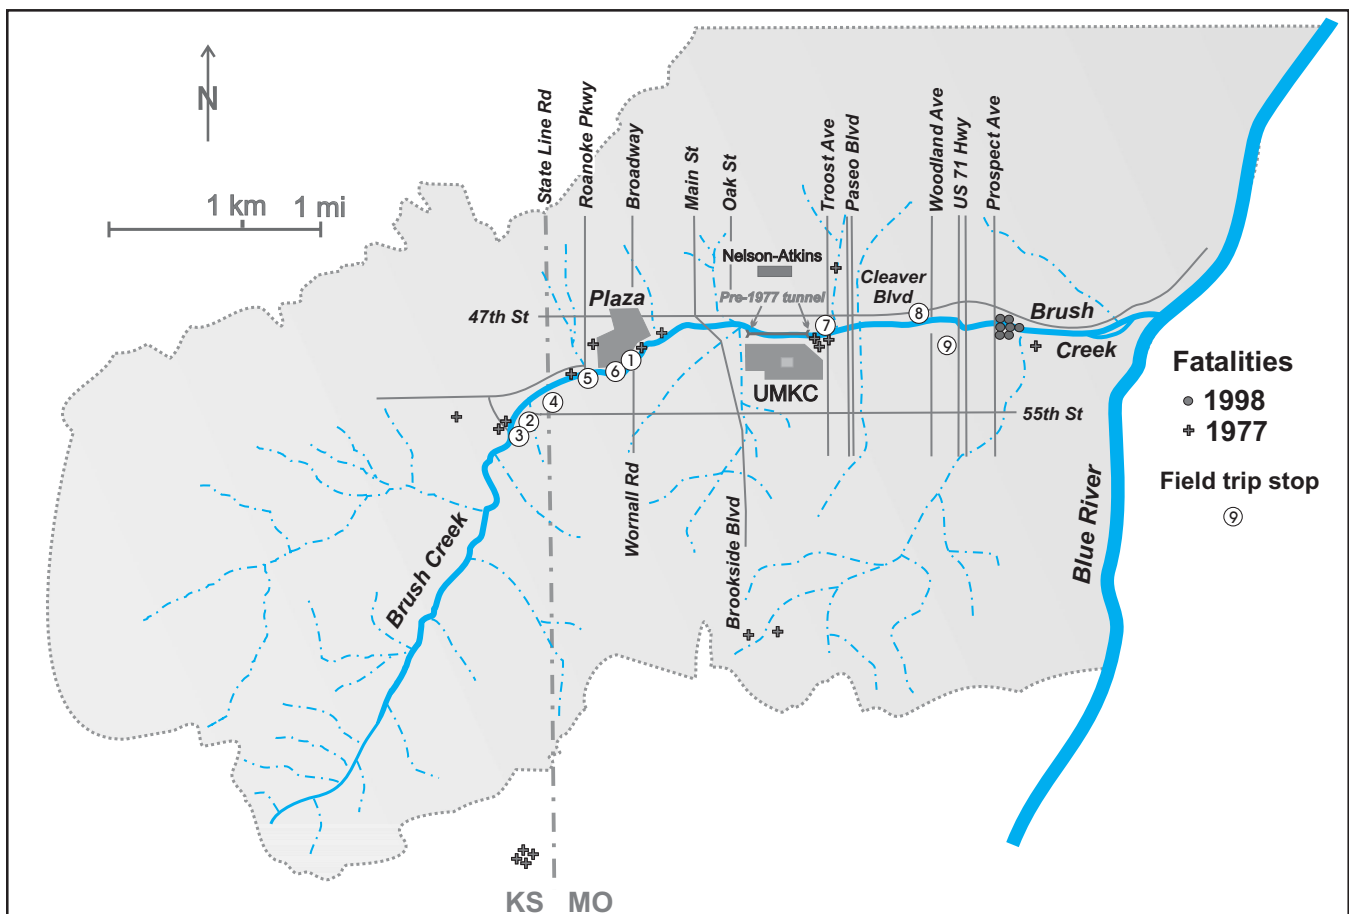 N
1 km 1 mi
State Line Rd
Roanoke Pkwy
Broadway
Main St
Oak St
Troost Ave
Paseo Blvd
Woodland Ave
US 71 Hwy
Prospect Ave
Nelson-Atkins
Cleaver
Blvd
Plaza
Pre-1977 tunnel
47th St
Brush
Creek
7
8
9
1
6
5
4
2
3
UMKC
55th St
Fatalities
1998
1977
Field trip stop
9
Wornall Rd
Brookside Blvd
Brush Creek
Blue River
KS MO